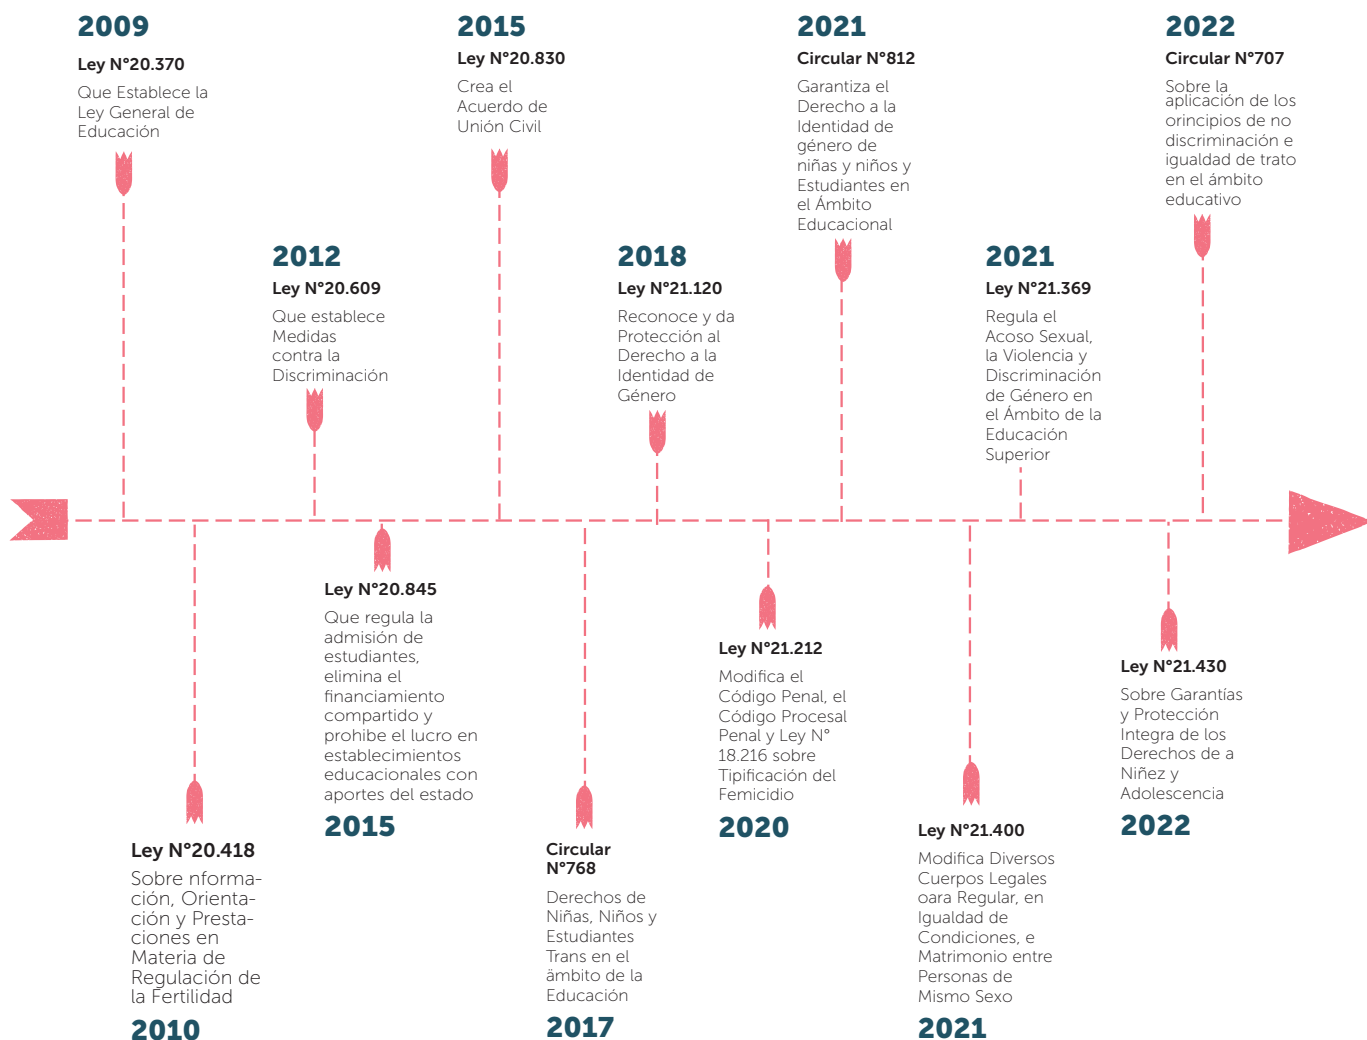 2009
Ley N°20.370
Que Establece la
Ley General de
Educación
2015
Ley N°20.830
Crea el
Acuerdo de
Unión Civil
2021
Circular N°812
Garantiza el
Derecho a la
Identidad de
género de
niñas y niños y
Estudiantes en
el Ámbito
Educacional
2022
Circular N°707
Sobre la
aplicación de los
orincipios de no
discriminación e
igualdad de trato
en el ámbito
educativo
2012
Ley N°20.609
Que establece
Medidas
contra la
Discriminación
2018
Ley N°21.120
Reconoce y da
Protección al
Derecho a la
Identidad de
Género
2021
Ley N°21.369
Regula el
Acoso Sexual,
la Violencia y
Discriminación
de Género en
el Ámbito de la
Educación
Superior
Ley N°20.418
Sobre nforma-
ción, Orienta-
ción y Presta-
ciones en
Materia de
Regulación de
la Fertilidad
2010
Ley N°20.845
Que regula la
admisión de
estudiantes,
elimina el
financiamiento
compartido y
prohibe el lucro en
establecimientos
educacionales con
aportes del estado
2015
Circular
N°768
Derechos de
Niñas, Niños y
Estudiantes
Trans en el
ämbito de la
Educación
2017
Ley N°21.212
Modifica el
Código Penal, el
Código Procesal
Penal y Ley N°
18.216 sobre
Tipificación del
Femicidio
2020
Ley N°21.400
Modifica Diversos
Cuerpos Legales
oara Regular, en
Igualdad de
Condiciones, e
Matrimonio entre
Personas de
Mismo Sexo
2021
Ley N°21.430
Sobre Garantías
y Protección
Integra de los
Derechos de a
Niñez y
Adolescencia
2022